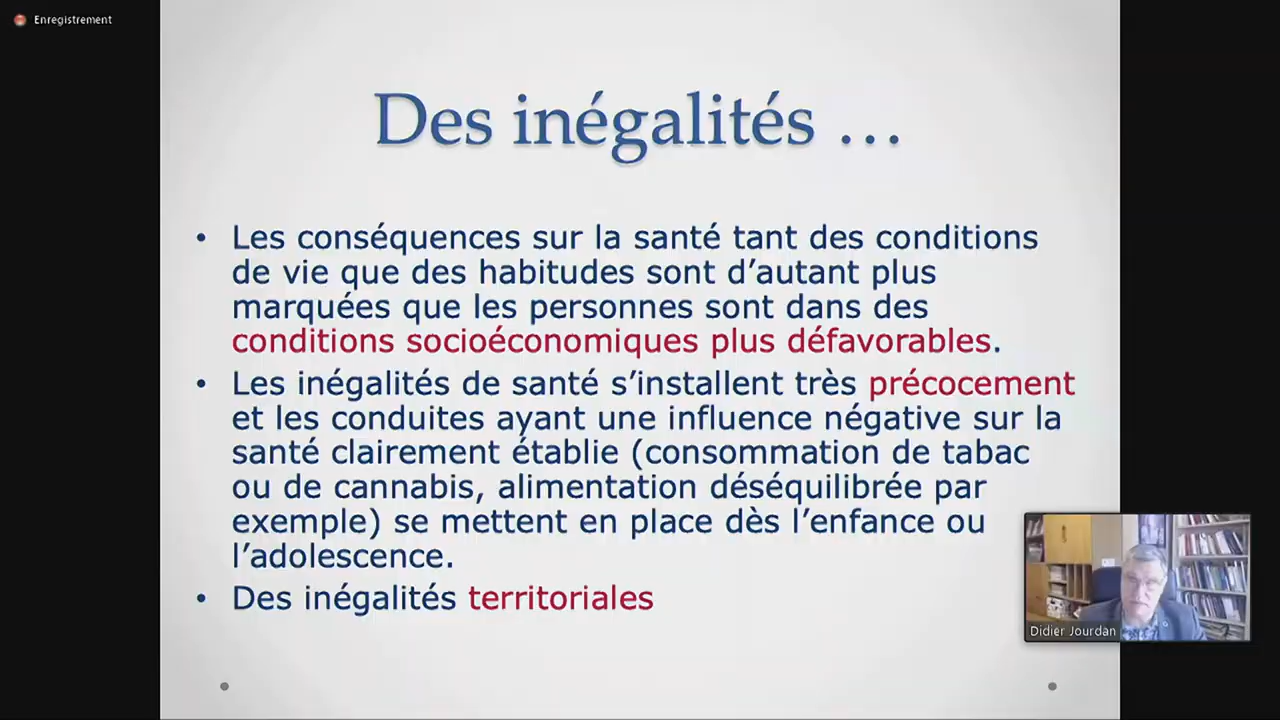 Enregistrement
Des inégalités ...
• Les conséquences sur la santé tant des conditions
de vie que des habitudes sont d’autant plus
marquées que les personnes sont dans des
conditions socioéconomiques plus défavorables.
• Les inégalités de santé s’installent très précocement
et les conduites ayant une influence négative sur la
santé clairement établie (consommation de tabac
ou de cannabis, alimentation déséquilibrée par
exemple) se mettent en place dès l’enfance ou
l’adolescence.
• Des inégalités territoriales
Didier Jourdan